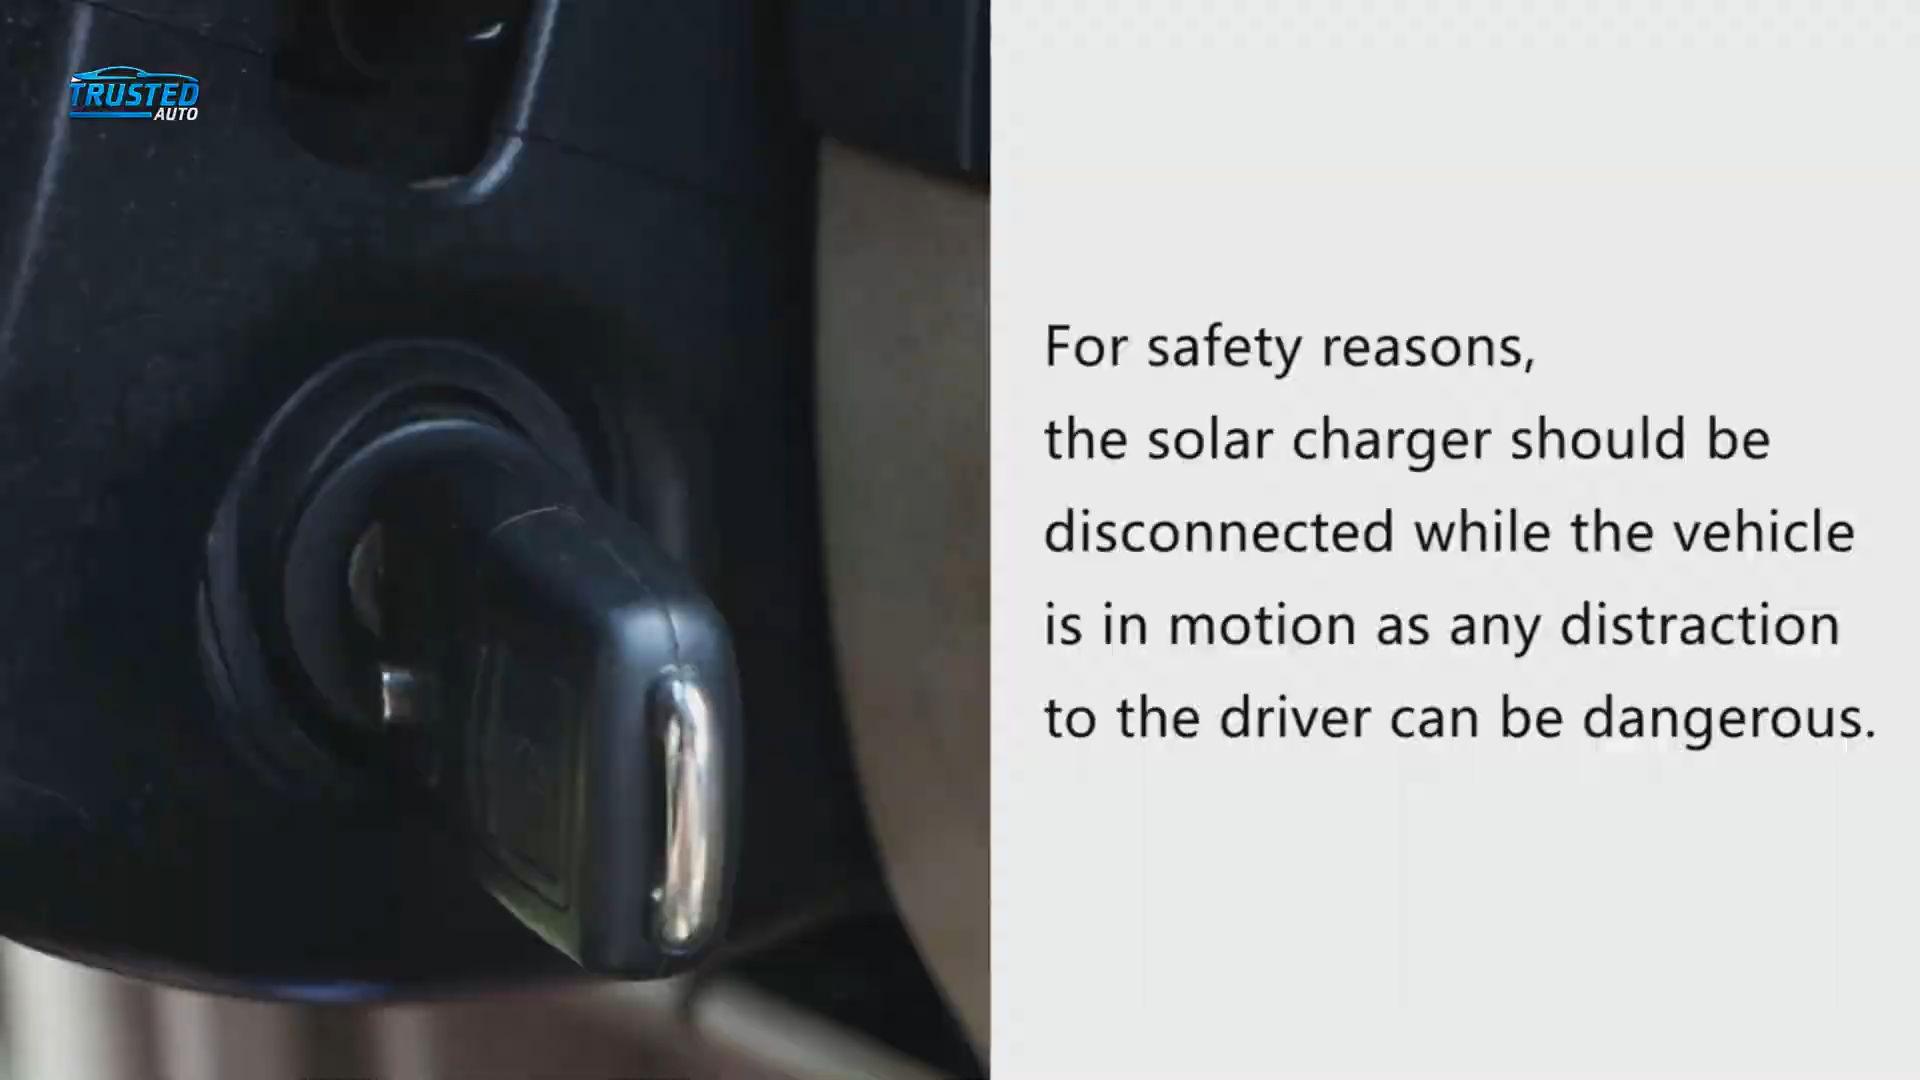 TRUSTED
AUTO
For safety reasons,
the solar charger should be
disconnected while the vehicle
is in motion as any distraction
to the driver can be dangerous.